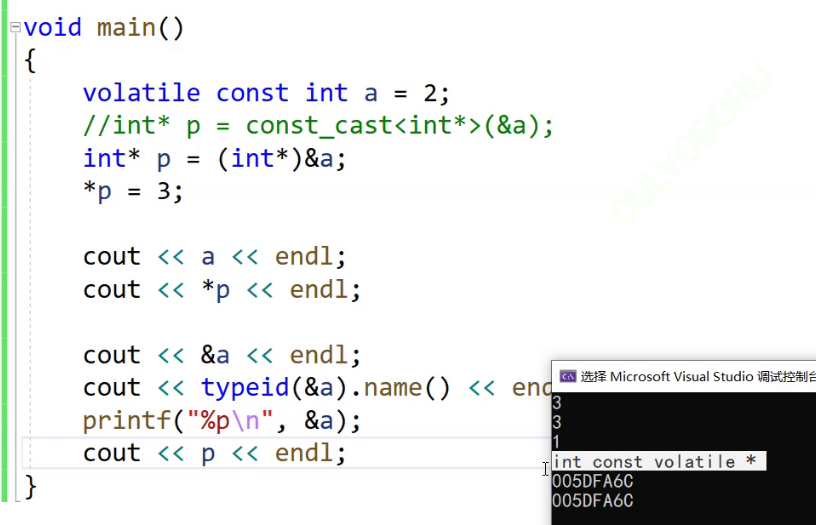 void main()
{
volatile const int a = 2;
//int* p = const_cast<int*>(&a);
int* p = (int*)&a;
*p = 3;
cout << a << endl;
cout << *p << endl;
cout << &a << endl;
cout << typeid(&a).name() << end
printf("%p\n", &a);
cout << p << endl;
}
CULYCDORU
选择 Microsoft Visual Studio 调试控制台
3
3
1
int const volatile *
005DFA6C
005DFA6C